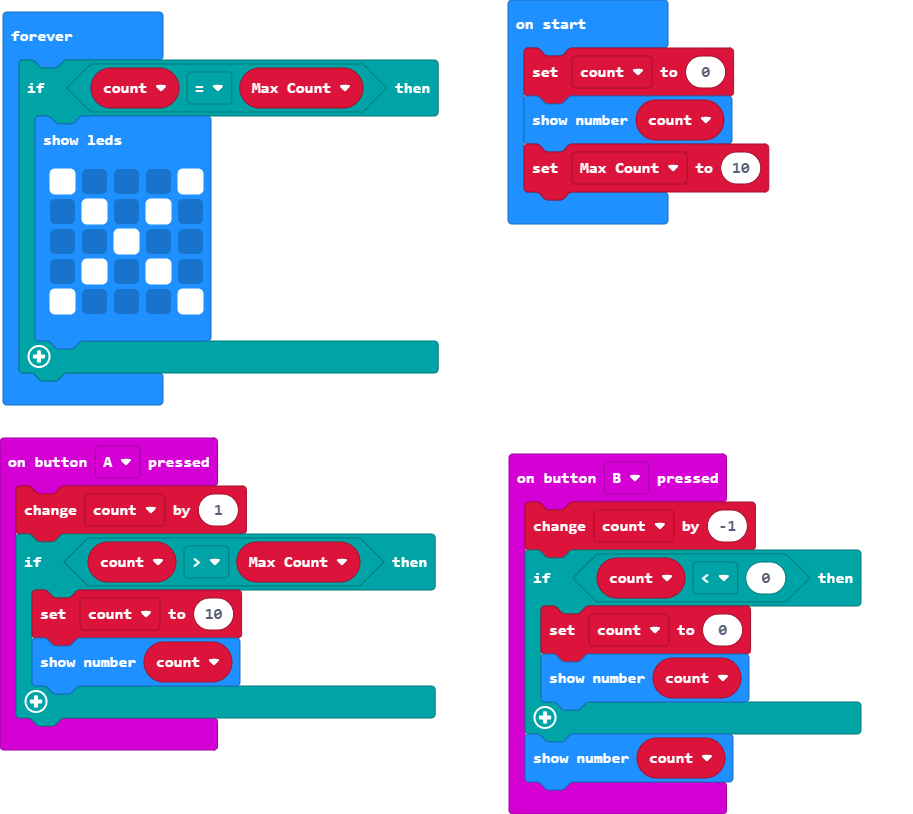 forever
if count = Max Count then
show leds
on start
set count to 0
show number count
set Max Count to 10
on button A pressed
change count by 1
if count > Max Count then
set count to 10
show number count
on button B pressed
change count by -1
if count < 0 then
set count to 0
show number count
show number count